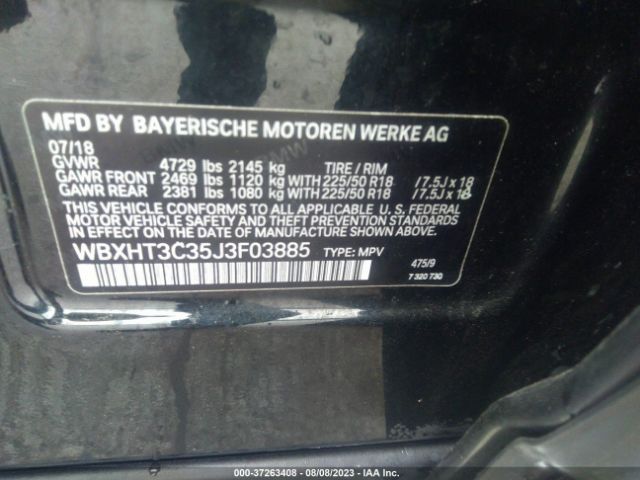 MFD BY BAYERISCHE MOTOREN WERKE AG
07/18
GVWR 4729 lbs 2145 kg TIRE / RIM
GAWR FRONT 2469 lbs 1120 kg WITH 225/50 R18 / 7.5J x 18
GAWR REAR 2381 lbs 1080 kg WITH 225/50 R18 / 7.5J x 18
THIS VEHICLE CONFORMS TO ALL APPLICABLE U. S. FEDERAL
MOTOR VEHICLE SAFETY AND THEFT PREVENTION STANDARDS
IN EFFECT ON THE DATE OF MANUFACTURE SHOWN ABOVE.
WBXHT3C35J3F03885 TYPE: MPV
475/9
7 320 730
000-37263408 - 08/08/2023 - IAA Inc.